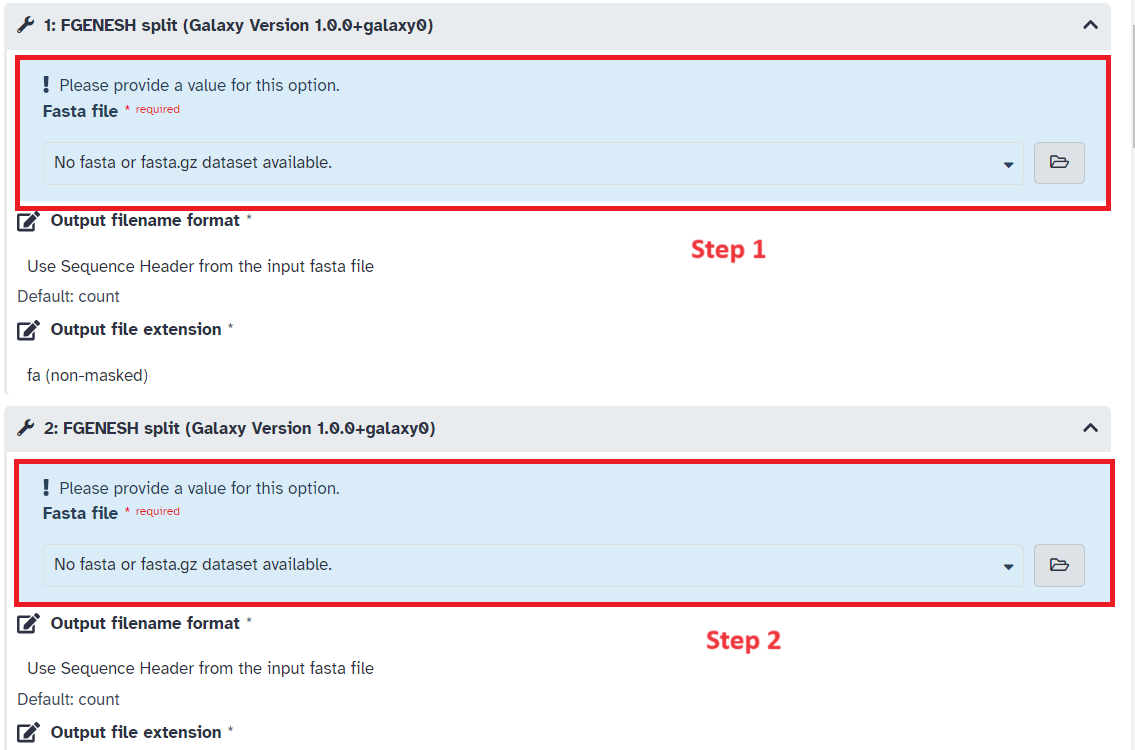 1: FGENESH split (Galaxy Version 1.0.0+galaxy0)
Please provide a value for this option.
Fasta file * required
No fasta or fasta.gz dataset available.
Output filename format *
Step 1
Use Sequence Header from the input fasta file
Default: count
Output file extension *
fa (non-masked)
2: FGENESH split (Galaxy Version 1.0.0+galaxy0)
Please provide a value for this option.
Fasta file * required
No fasta or fasta.gz dataset available.
Output filename format *
Step 2
Use Sequence Header from the input fasta file
Default: count
Output file extension *